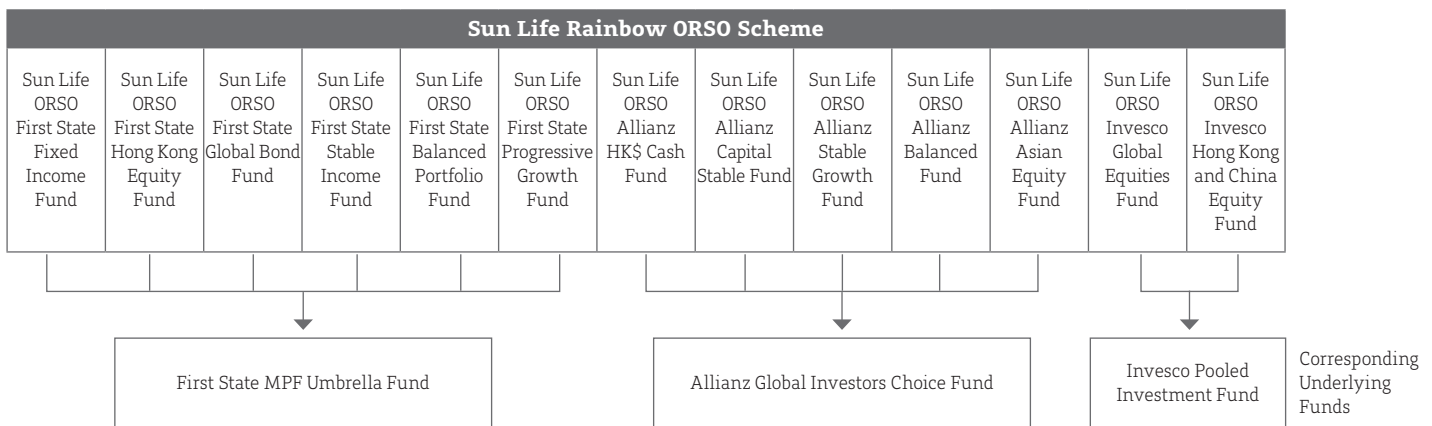 Sun Life Rainbow ORSO Scheme
Sun Life
ORSO
First State
Fixed
Income
Fund
Sun Life
ORSO
First State
Hong Kong
Equity
Fund
Sun Life
ORSO
First State
Global Bond
Fund
Sun Life
ORSO
First State
Stable
Income
Fund
Sun Life
ORSO
First State
Balanced
Portfolio
Fund
Sun Life
ORSO
First State
Progressive
Growth
Fund
Sun Life
ORSO
Allianz
HK$ Cash
Fund
Sun Life
ORSO
Allianz
Capital
Stable Fund
Sun Life
ORSO
Allianz
Stable
Growth
Fund
Sun Life
ORSO
Allianz
Balanced
Fund
Sun Life
ORSO
Allianz
Asian
Equity
Fund
Sun Life
ORSO
Invesco
Global
Equities
Fund
Sun Life
ORSO
Invesco
Hong Kong
and China
Equity
Fund
First State MPF Umbrella Fund
Allianz Global Investors Choice Fund
Invesco Pooled
Investment Fund
Corresponding
Underlying
Funds